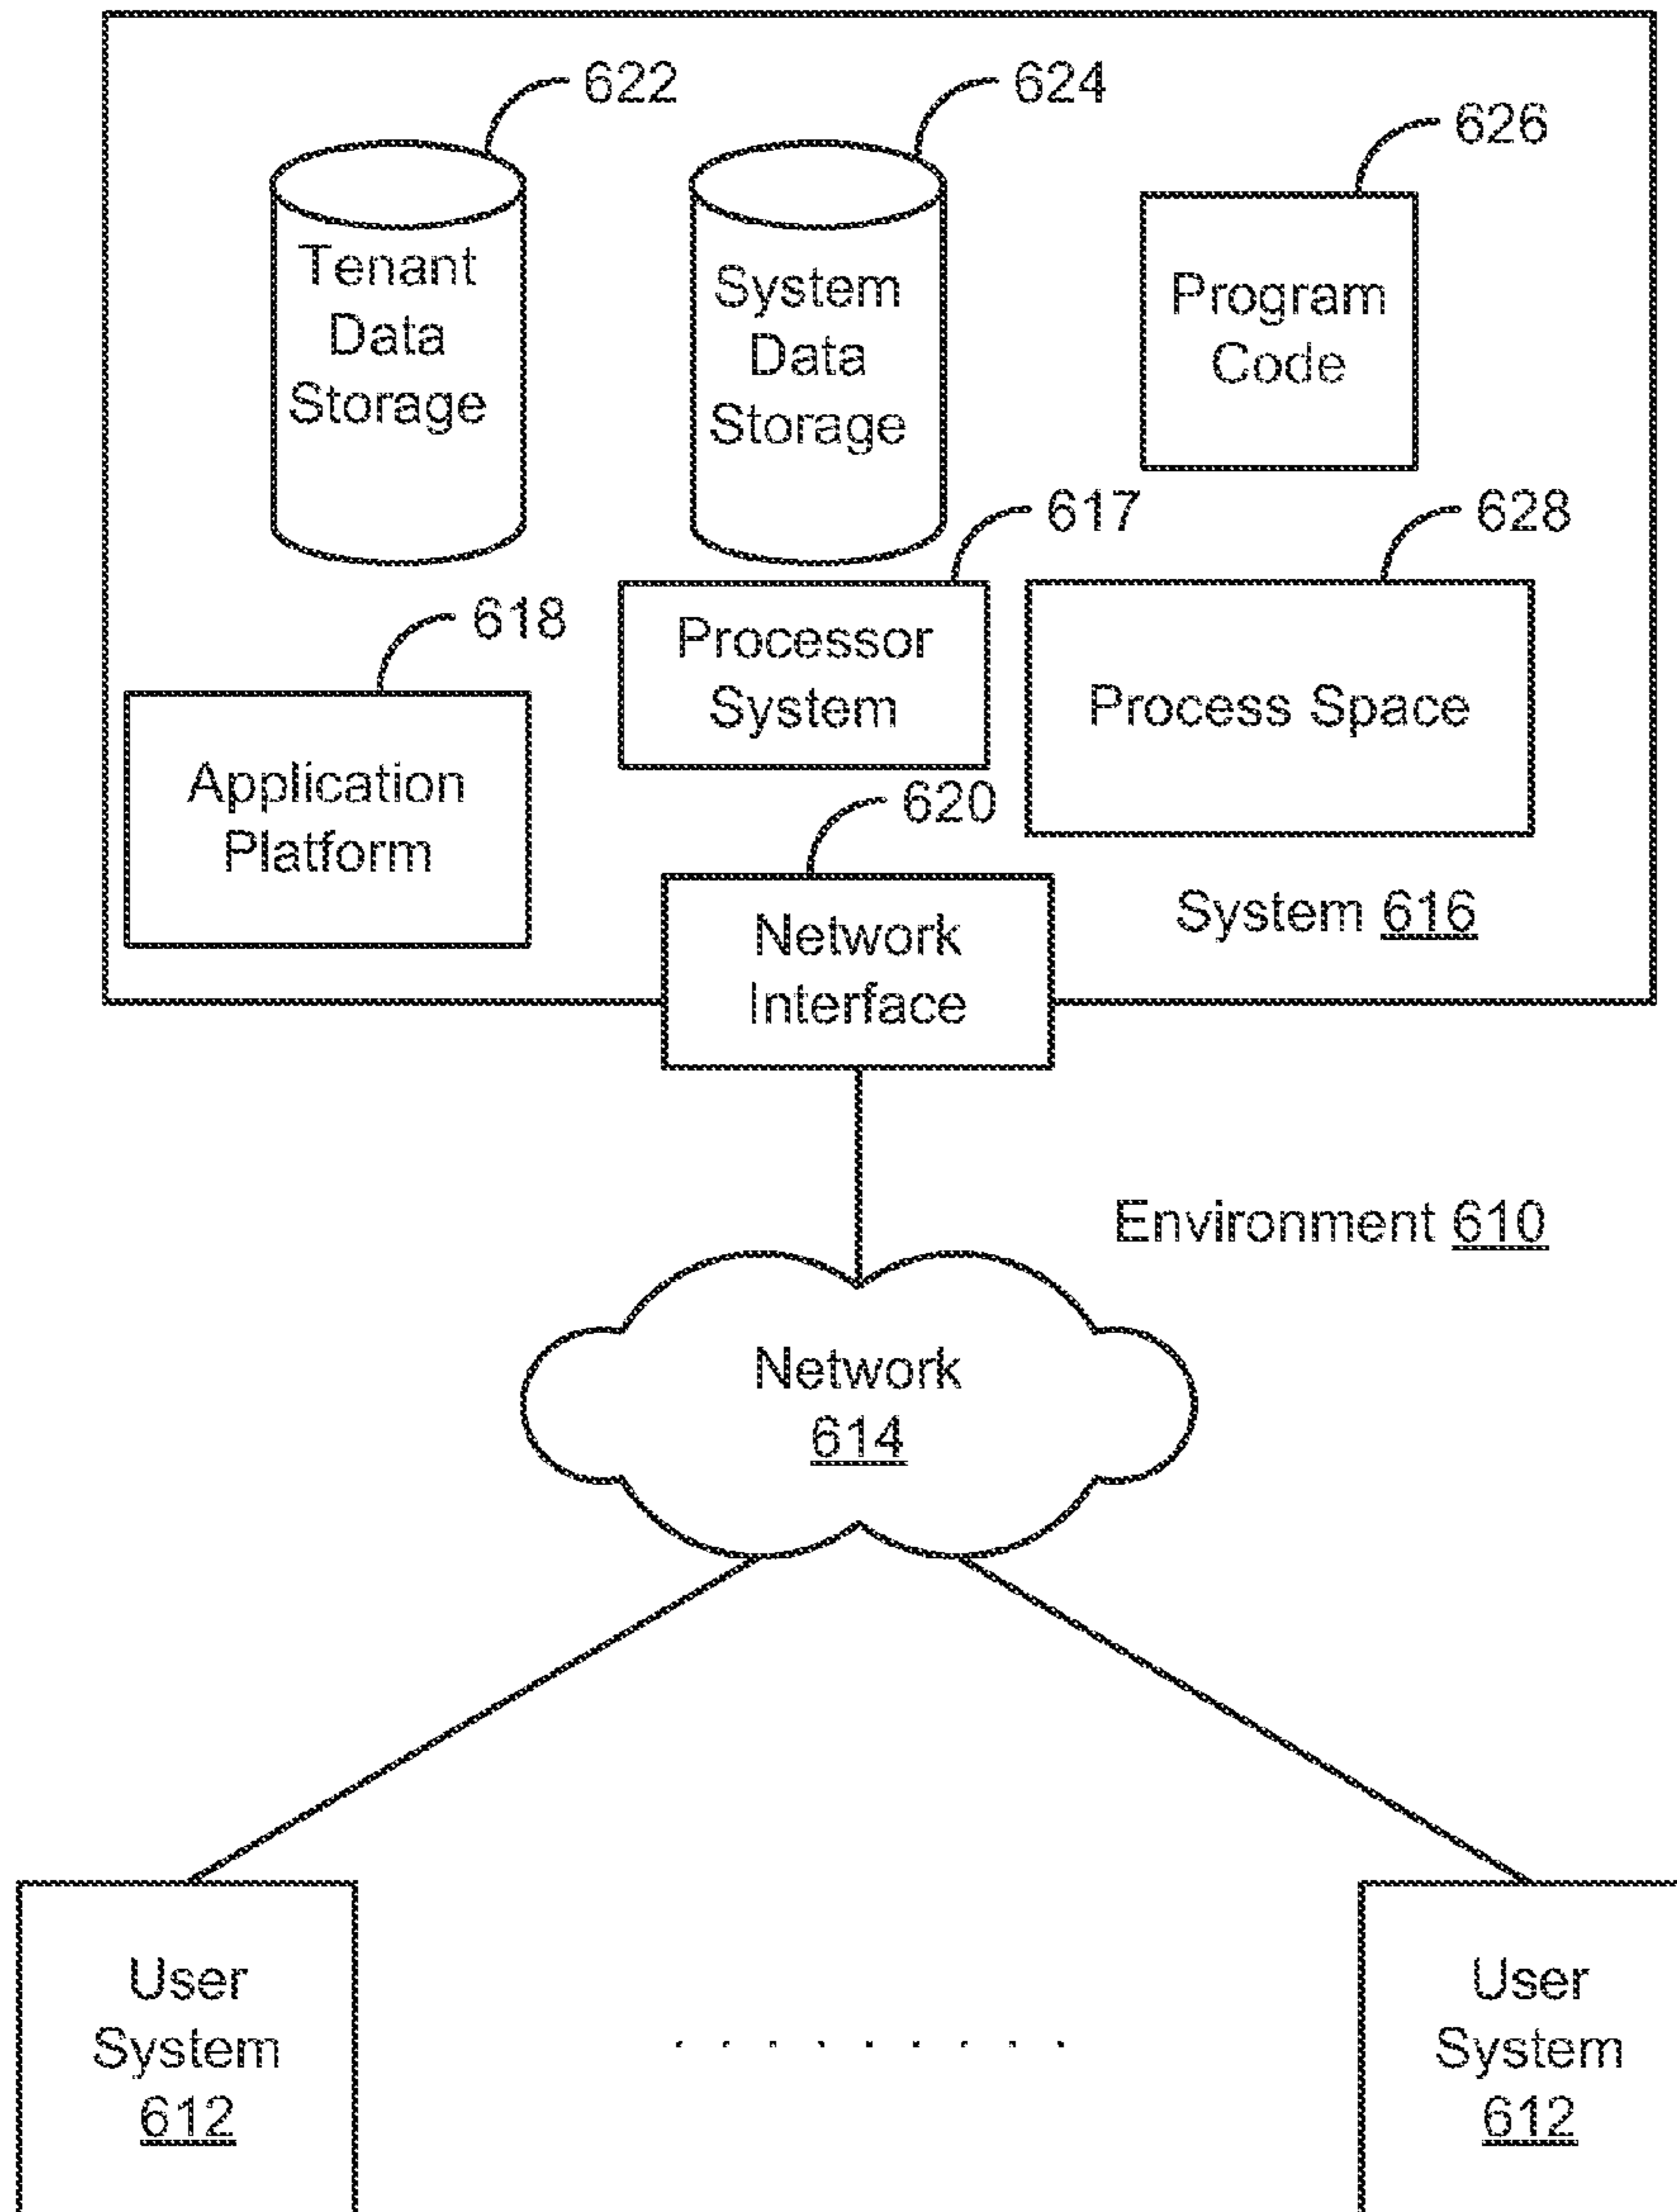 622
624
626
Tenant
Data
Storage
System
Data
Storage
Program
Code
617
628
618
Processor
System
Process Space
Application
Platform
620
Network
Interface
System 616
Environment 610
Network
614
User
System
612
User
System
612